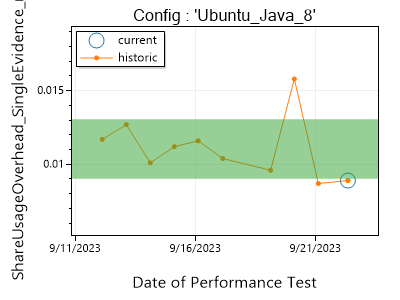 Config : 'Ubuntu_Java_8'
current
historic
ShareUsageOverhead_SingleEvidence_
0.015
0.01
9/11/2023
9/16/2023
9/21/2023
Date of Performance Test